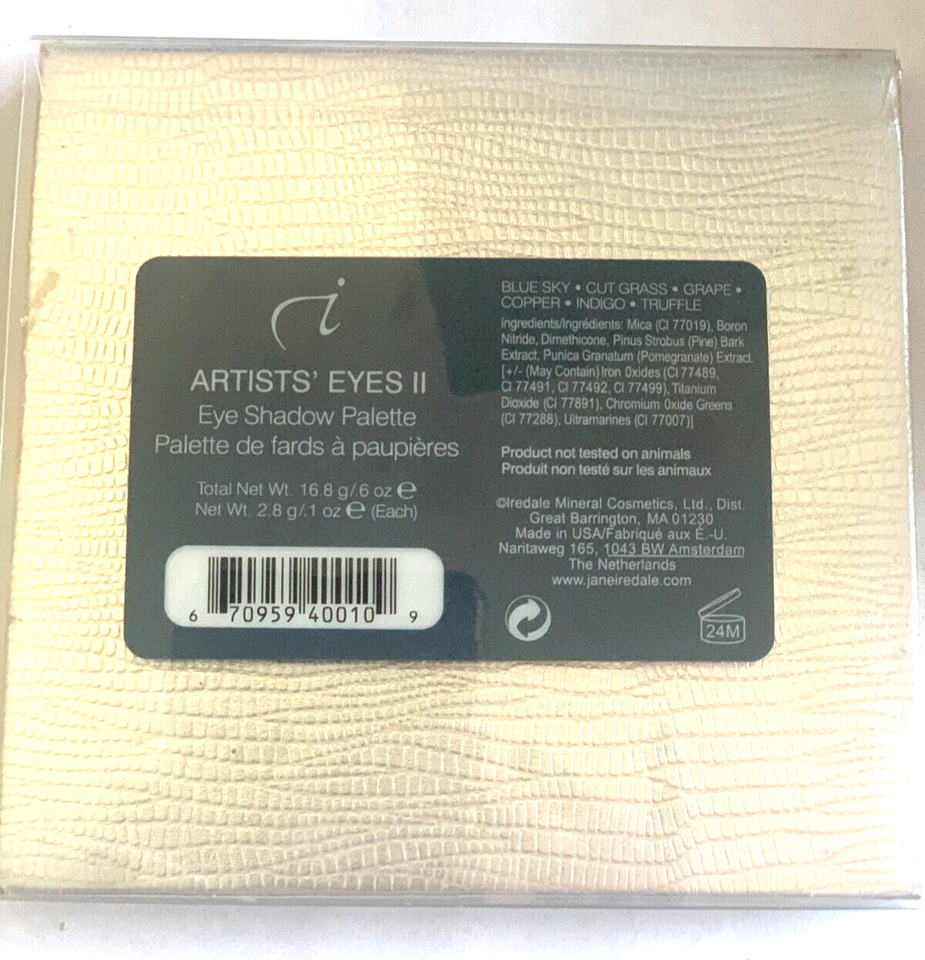 ARTISTS' EYES II
Eye Shadow Palette
Palette de fards à paupières
Total Net Wt. 16.8 g/.6 oz ℮
Net Wt. 2.8 g/.1 oz ℮ (Each)
6 70959 40010 9
BLUE SKY • CUT GRASS • GRAPE •
COPPER • INDIGO • TRUFFLE
Ingredients/Ingrédients: Mica (CI 77019), Boron
Nitride, Dimethicone, Pinus Strobus (Pine) Bark
Extract, Punica Granatum (Pomegranate) Extract.
[+/- (May Contain) Iron Oxides (CI 77489,
CI 77491, CI 77492, CI 77499), Titanium
Dioxide (CI 77891), Chromium Oxide Greens
(CI 77288), Ultramarines (CI 77007)]
Product not tested on animals
Produit non testé sur les animaux
©Iredale Mineral Cosmetics, Ltd., Dist.
Great Barrington, MA 01230
Made in USA/Fabriqué aux É.-U.
Naritaweg 165, 1043 BW Amsterdam
The Netherlands
www.janeiredale.com
24M